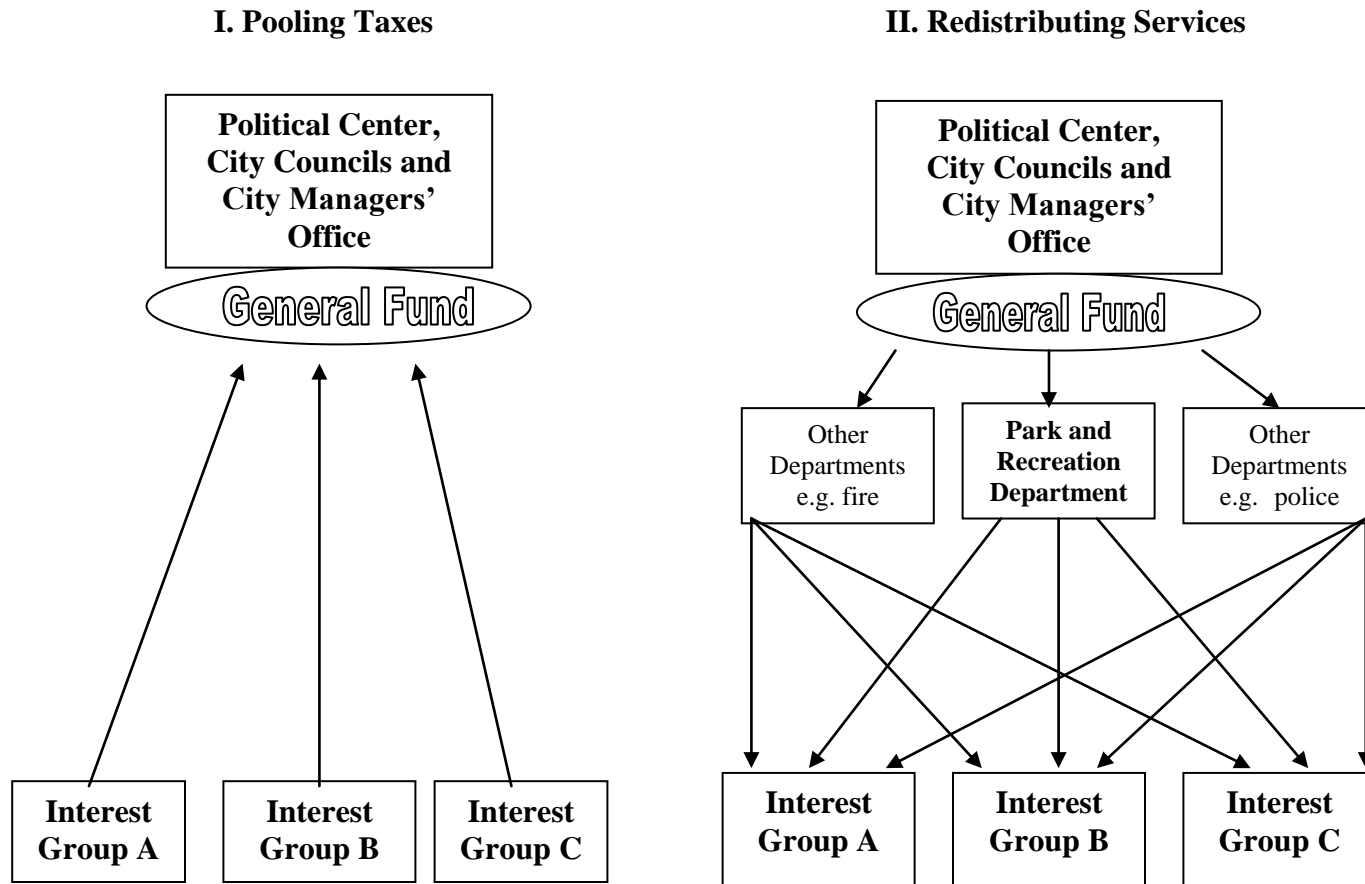 I. Pooling Taxes
Political Center,
City Councils and
City Managers’
Office
General Fund
Interest
Group A
Interest
Group B
Interest
Group C
II. Redistributing Services
Political Center,
City Councils and
City Managers’
Office
General Fund
Other
Departments
e.g. fire
Park and
Recreation
Department
Other
Departments
e.g. police
Interest
Group A
Interest
Group B
Interest
Group C